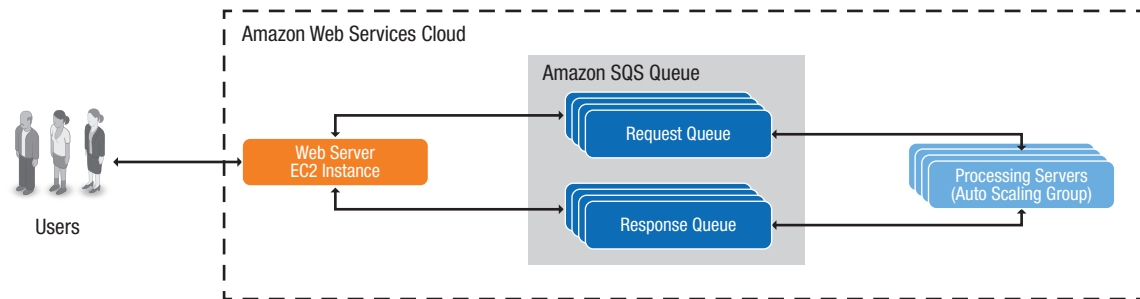 Amazon Web Services Cloud
Amazon SQS Queue
Request Queue
Web Server
EC2 Instance
Processing Servers
(Auto Scaling Group)
Response Queue
Users